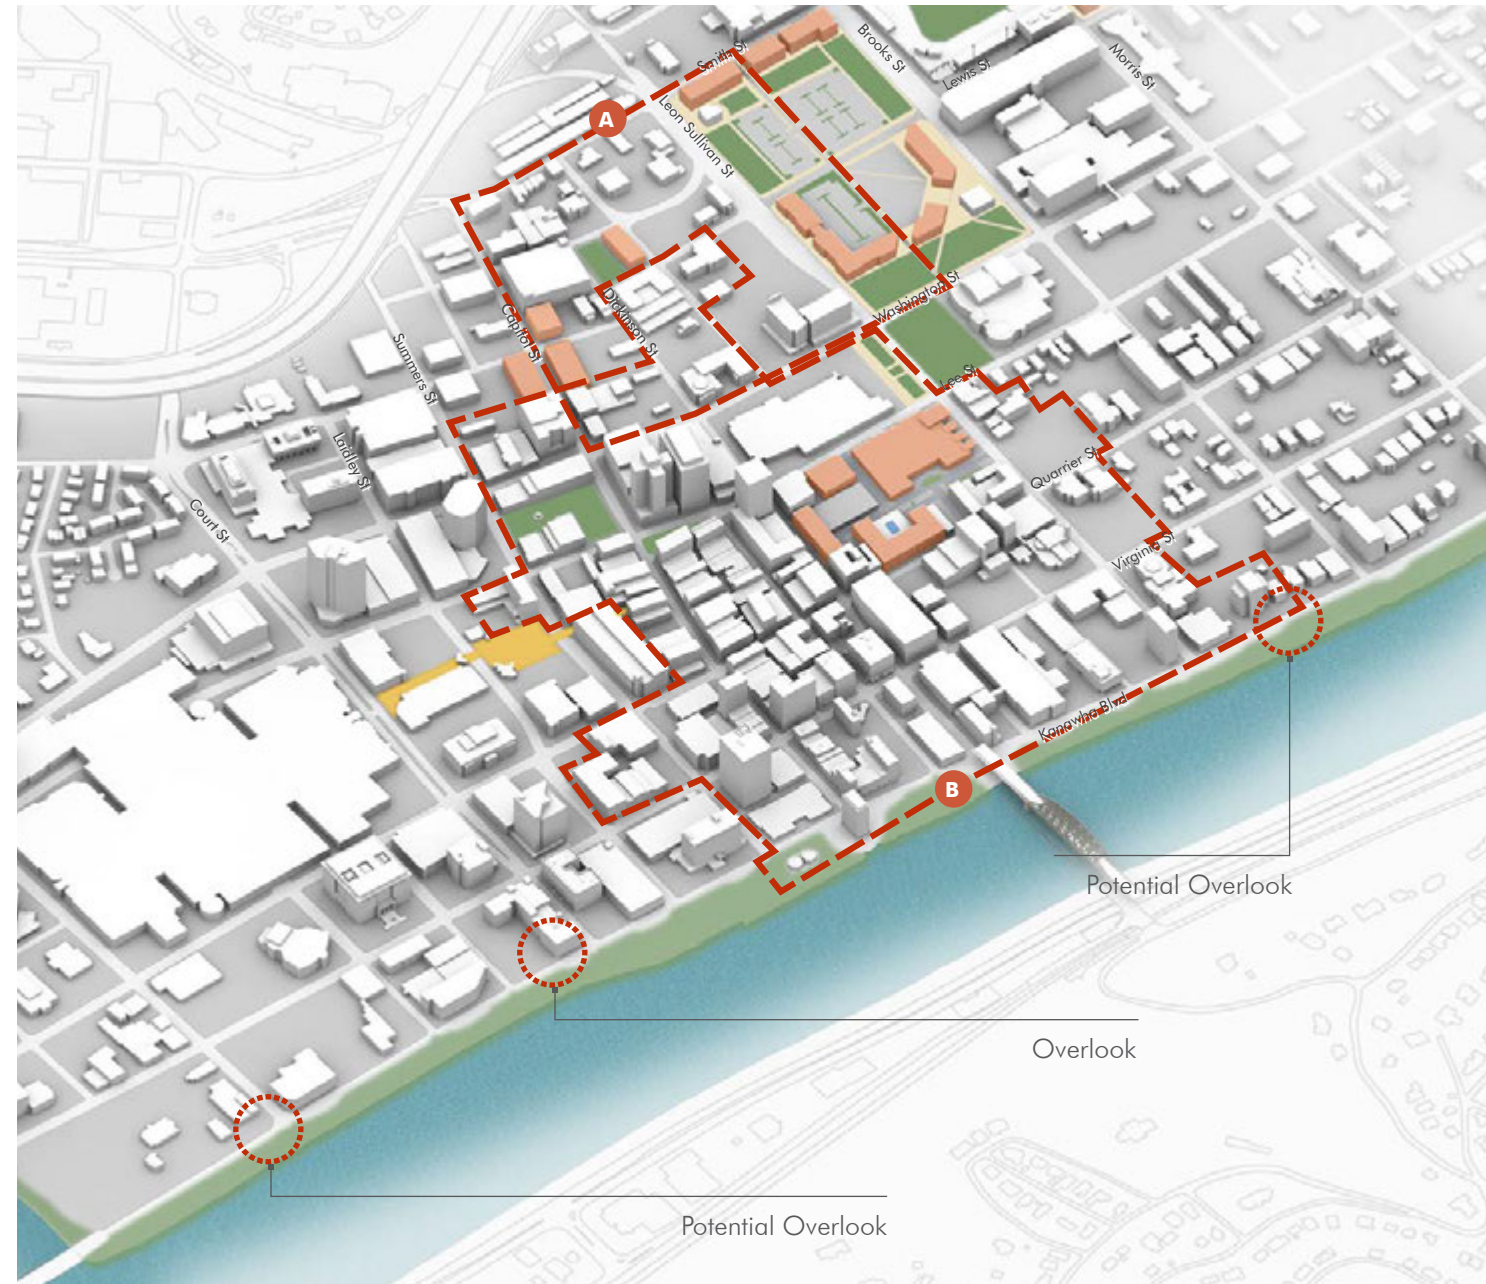 Smith St
Brooks St
Lewis St
Morris St
A
Leon Sullivan St
Washington St
Dickinson St
Capitol St
Summers St
Lee St
Laidley St
Quarrier St
Court St
Virginia St
Kanawha Blvd
B
Potential Overlook
Overlook
Potential Overlook